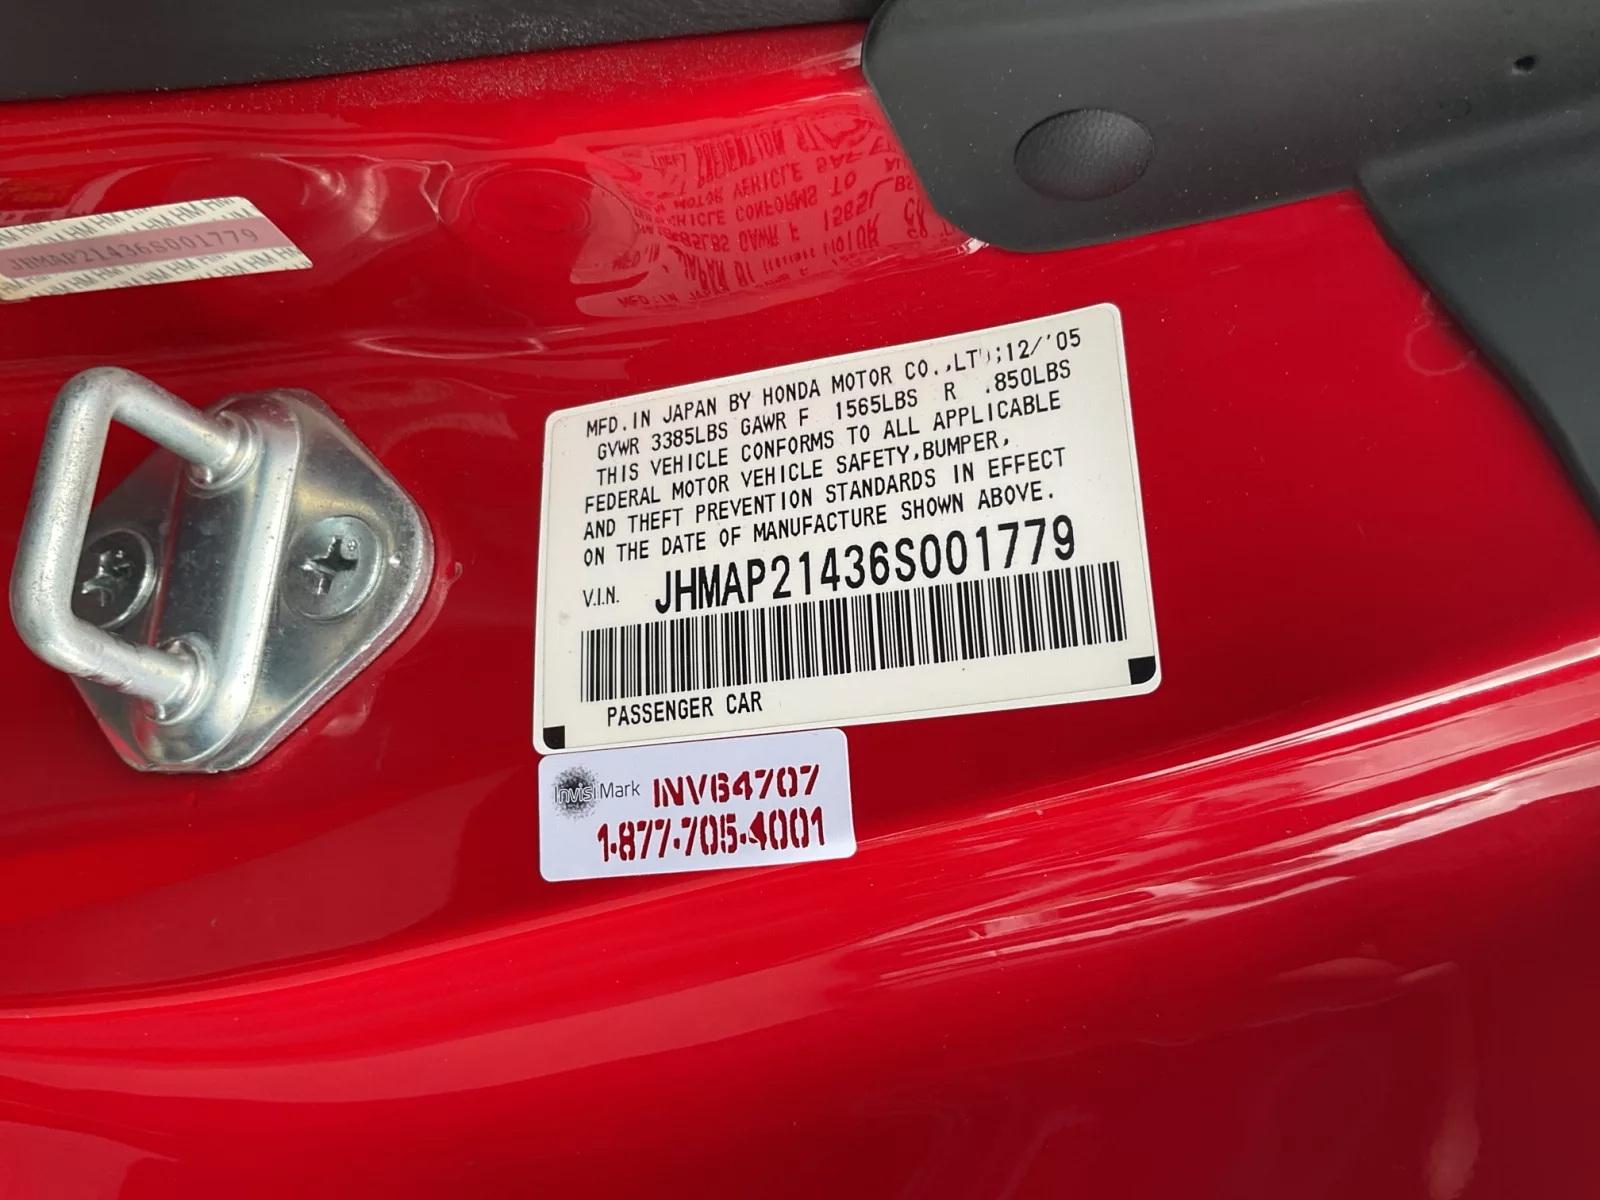 JHMAP21436S001779
MFD. IN JAPAN BY HONDA MOTOR CO.,LT ;12/'05
GVWR 3385LBS GAWR F 1565LBS R .850LBS
THIS VEHICLE CONFORMS TO ALL APPLICABLE
FEDERAL MOTOR VEHICLE SAFETY,BUMPER,
AND THEFT PREVENTION STANDARDS IN EFFECT
ON THE DATE OF MANUFACTURE SHOWN ABOVE.
V.I.N. JHMAP21436S001779
PASSENGER CAR
InvisiMark INV64707
1-877-705-4001